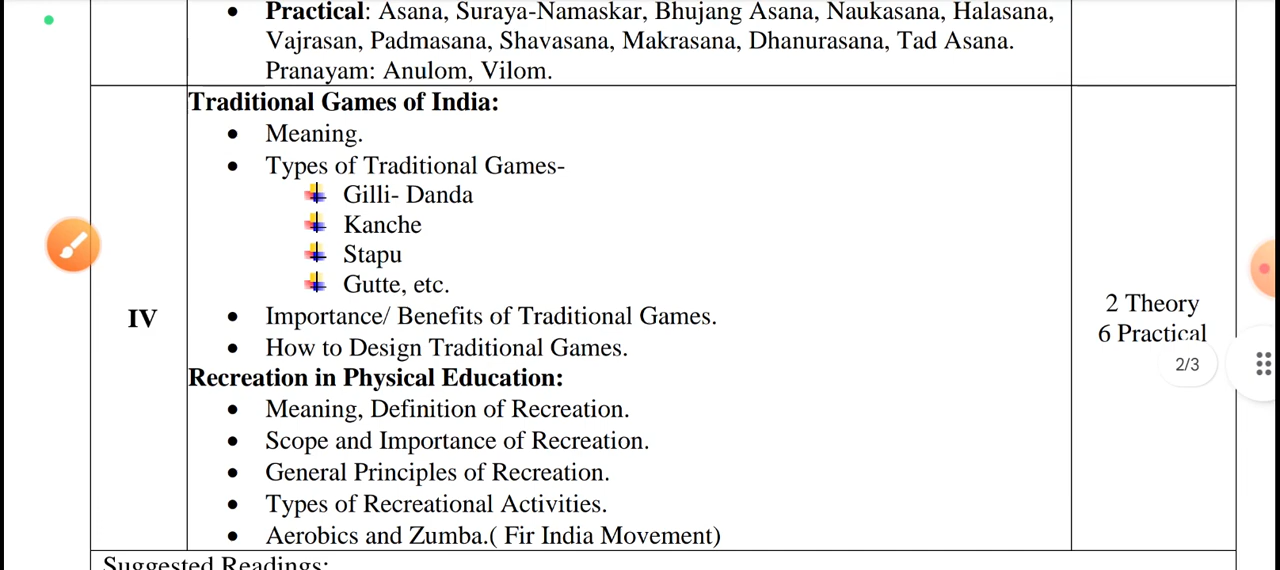 Practical: Asana, Suraya-Namaskar, Bhujang Asana, Naukasana, Halasana,
Vajrasan, Padmasana, Shavasana, Makrasana, Dhanurasana, Tad Asana.
Pranayam: Anulom, Vilom.
Traditional Games of India:
Meaning.
Types of Traditional Games-
Gilli- Danda
Kanche
Stapu
Gutte, etc.
IV
Importance/ Benefits of Traditional Games.
How to Design Traditional Games.
Recreation in Physical Education:
Meaning, Definition of Recreation.
Scope and Importance of Recreation.
General Principles of Recreation.
Types of Recreational Activities.
Aerobics and Zumba.( Fir India Movement)
2 Theory
6 Practical
2/3
Suggested Readings: